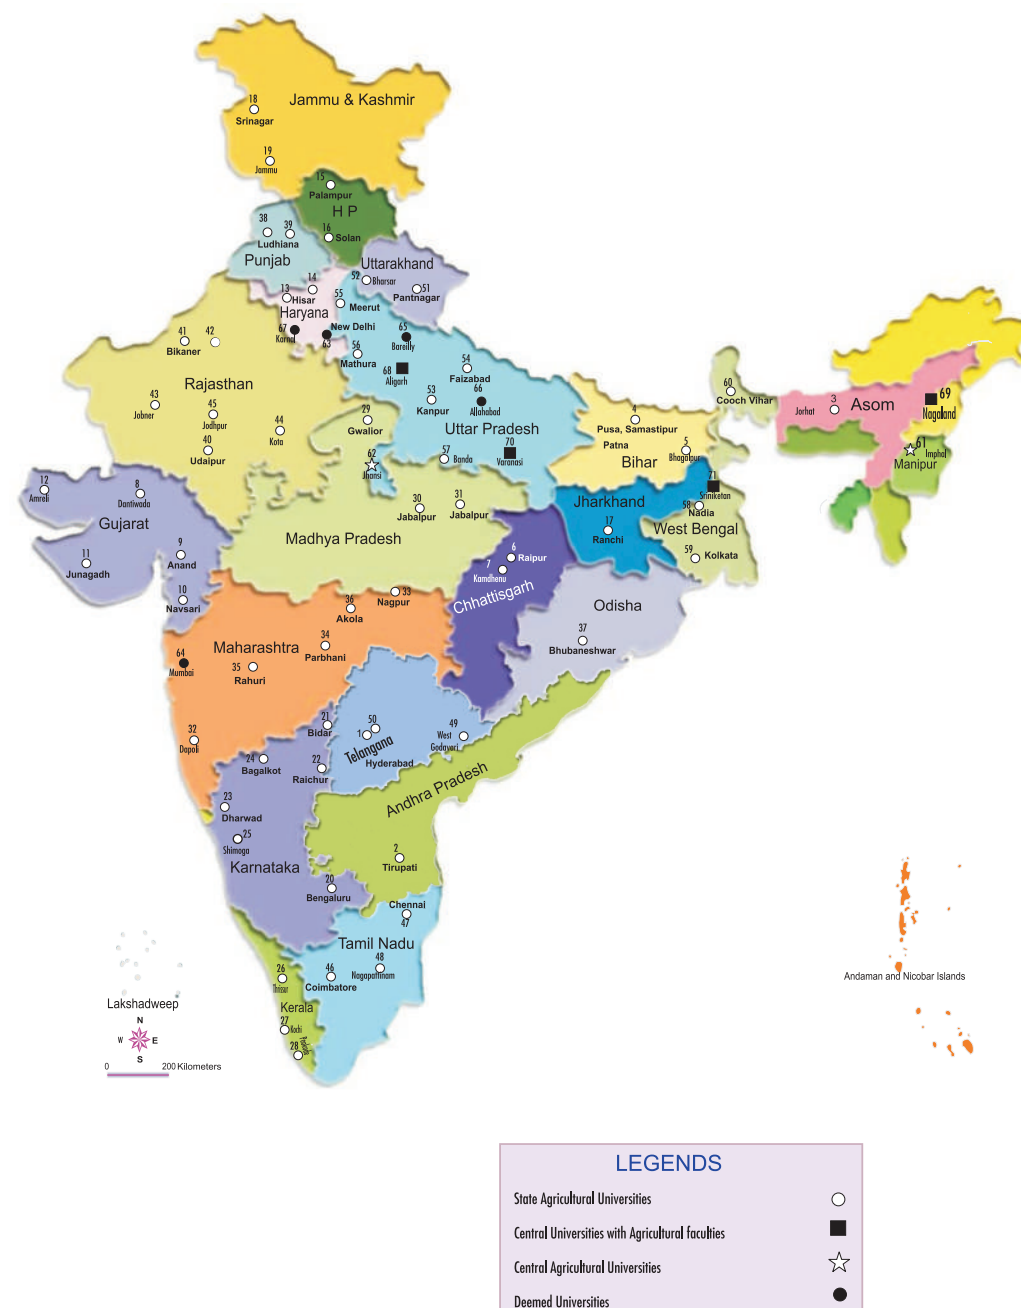 18
Srinagar
Jammu & Kashmir
19
Jammu
15
Palampur
H P
38
39
Ludhiana
16
Solan
Punjab
Uttarakhand
52
Bharsar
51
Pantnagar
14
13
Hisar
55
Meerut
Haryana
67
Karnal
New Delhi
63
65
Bareilly
41
42
Bikaner
56
Mathura
68
Aligarh
54
Faizabad
Rajasthan
43
Jobner
45
Jodhpur
44
Kota
40
Udaipur
53
Kanpur
66
Allahabad
29
Gwalior
Uttar Pradesh
62
Jhansi
57
Banda
70
Varanasi
60
Cooch Vihar
4
Pusa, Samastipur
Patna
5
Bhagalpur
Bihar
3
Jorhat
Asom
69
Nagaland
61
Imphal
Manipur
12
Amreli
8
Dantiwada
Gujarat
11
Junagadh
9
Anand
10
Navsari
30
Jabalpur
31
Jabalpur
Madhya Pradesh
Jharkhand
17
Ranchi
71
Sriniketan
58
Nadia
West Bengal
59
Kolkata
6
Raipur
7
Kamdhenu
Chhattisgarh
Odisha
37
Bhubaneshwar
33
Nagpur
36
Akola
34
Parbhani
Maharashtra
64
Mumbai
35
Rahuri
32
Dapoli
21
Bidar
50
1
Telangana
Hyderabad
49
West
Godavari
24
Bagalkot
22
Raichur
Andhra Pradesh
23
Dharwad
25
Shimoga
Karnataka
2
Tirupati
20
Bengaluru
Chennai
47
Tamil Nadu
46
Coimbatore
48
Nagapattinam
26
Thrissur
Kerala
27
Kochi
28
Lakshadweep
N
W
E
S
0
200 Kilometers
Andaman and Nicobar Islands
LEGENDS
State Agricultural Universities
Central Universities with Agricultural faculties
Central Agricultural Universities
Deemed Universities